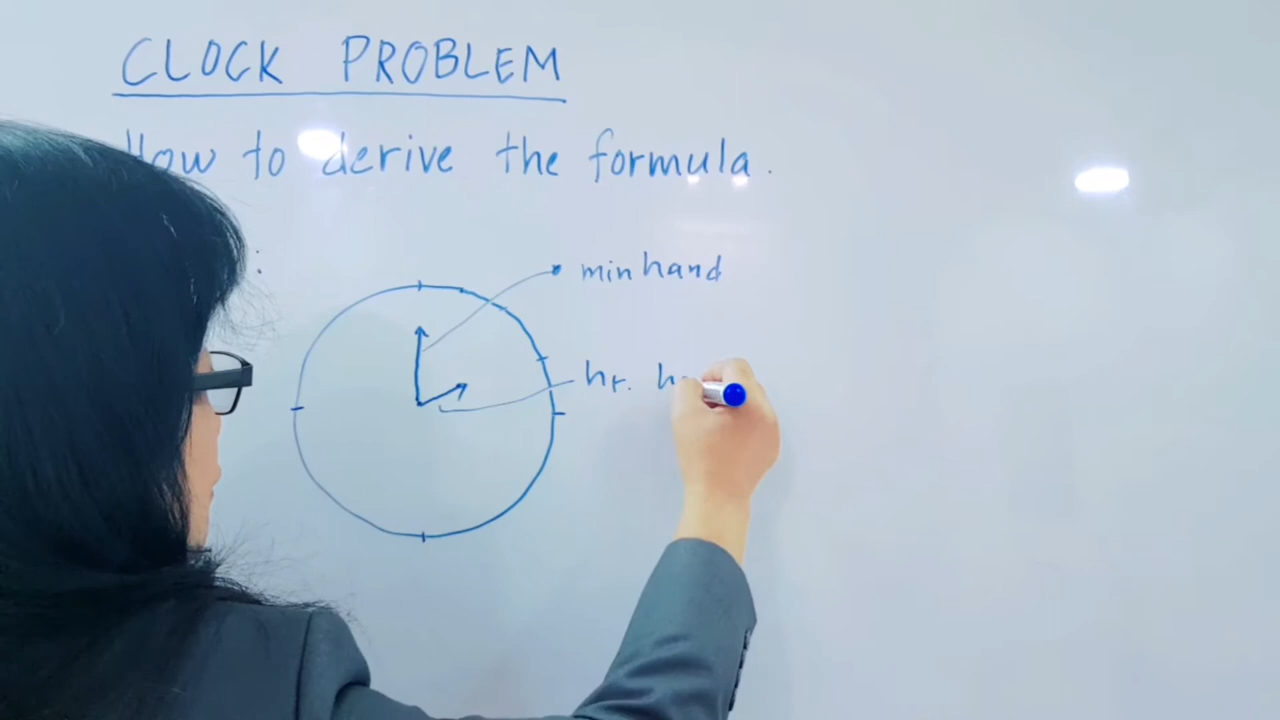 CLOCK PROBLEM
How to derive the formula.
min hand
hr.